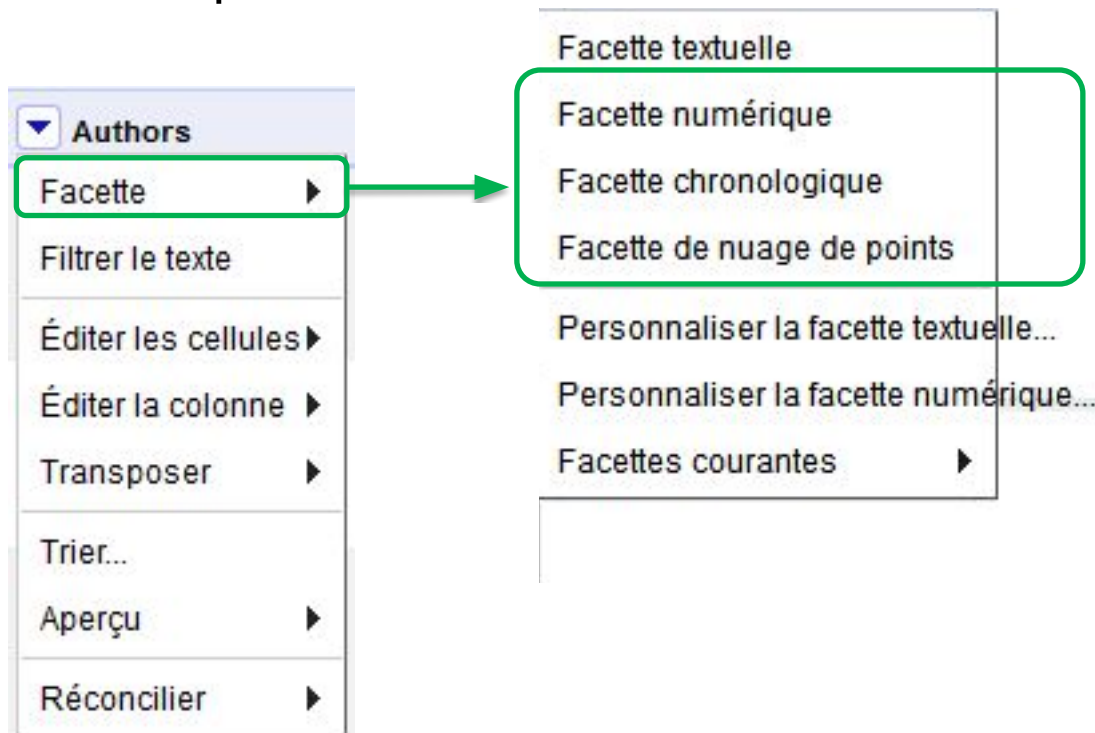 Authors
Facette
Filtrer le texte
Éditer les cellules
Éditer la colonne
Transposer
Trier...
Aperçu
Réconcilier
Facette textuelle
Facette numérique
Facette chronologique
Facette de nuage de points
Personnaliser la facette textuelle...
Personnaliser la facette numérique...
Facettes courantes